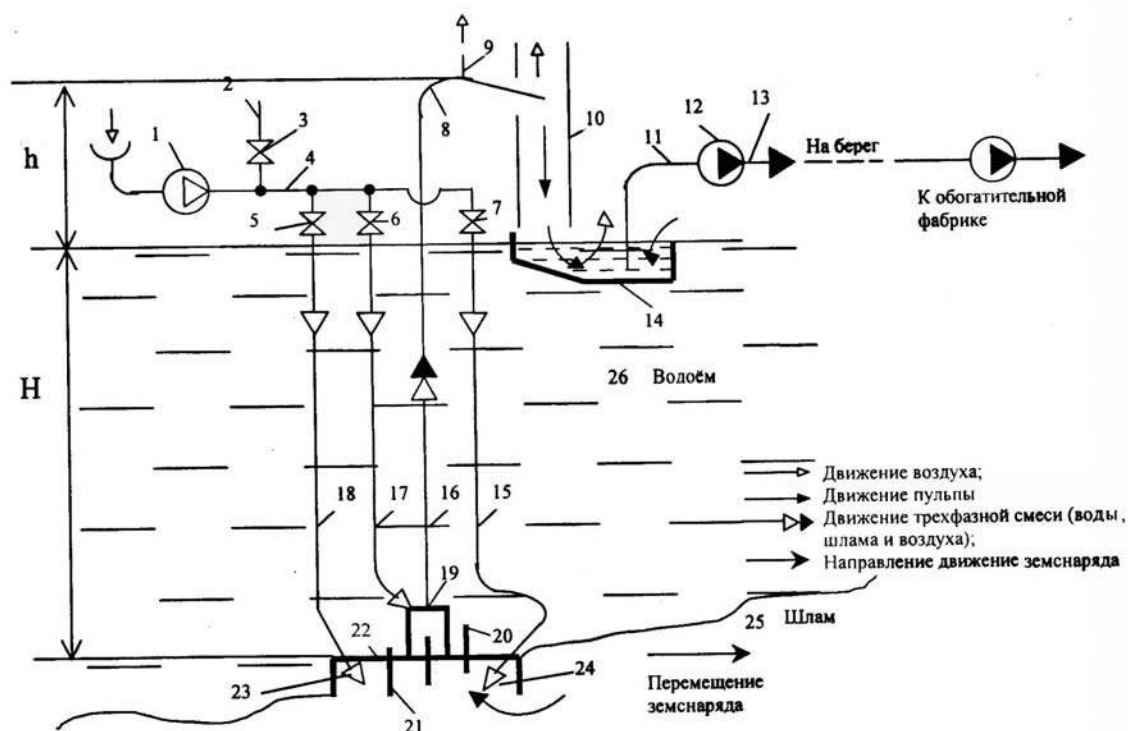 9
2
1
3
4
8
10
11
12
13
h
На берег
К обогатительной
фабрике
5
6
7
14
H
26 Водоём
Движение воздуха;
Движение пульпы
Движение трехфазной смеси (воды,
шлама и воздуха);
Направление движение земснаряда
18
17
16
15
19
20
22
25 Шлам
23
24
21
Перемещение
земснаряда